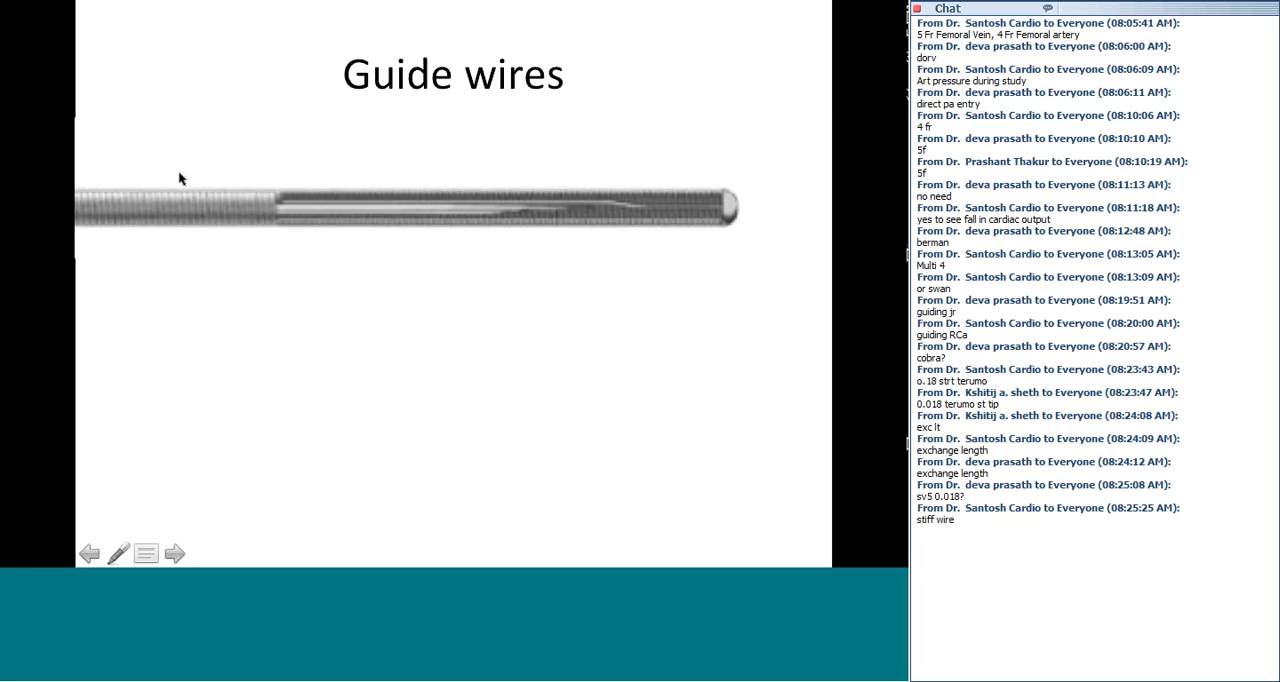 Guide wires
Chat
From Dr. Santosh Cardio to Everyone (08:05:41 AM):
5 Fr Femoral Vein, 4 Fr Femoral artery
From Dr. deva prasath to Everyone (08:06:00 AM):
dorv
From Dr. Santosh Cardio to Everyone (08:06:09 AM):
Art pressure during study
From Dr. deva prasath to Everyone (08:06:11 AM):
direct pa entry
From Dr. Santosh Cardio to Everyone (08:10:06 AM):
4 fr
From Dr. deva prasath to Everyone (08:10:10 AM):
5f
From Dr. Prashant Thakur to Everyone (08:10:19 AM):
5f
From Dr. deva prasath to Everyone (08:11:13 AM):
no need
From Dr. Santosh Cardio to Everyone (08:11:18 AM):
yes to see fall in cardiac output
From Dr. deva prasath to Everyone (08:12:48 AM):
berman
From Dr. Santosh Cardio to Everyone (08:13:05 AM):
Multi 4
From Dr. Santosh Cardio to Everyone (08:13:09 AM):
or swan
From Dr. deva prasath to Everyone (08:19:51 AM):
guiding jr
From Dr. Santosh Cardio to Everyone (08:20:00 AM):
guiding RCa
From Dr. deva prasath to Everyone (08:20:57 AM):
cobra?
From Dr. Santosh Cardio to Everyone (08:23:43 AM):
o.18 strt terumo
From Dr. Kshitij a. sheth to Everyone (08:23:47 AM):
0.018 terumo st tip
From Dr. Kshitij a. sheth to Everyone (08:24:08 AM):
exc lt
From Dr. Santosh Cardio to Everyone (08:24:09 AM):
exchange length
From Dr. deva prasath to Everyone (08:24:12 AM):
exchange length
From Dr. deva prasath to Everyone (08:25:08 AM):
sv5 0.018?
From Dr. Santosh Cardio to Everyone (08:25:25 AM):
stiff wire